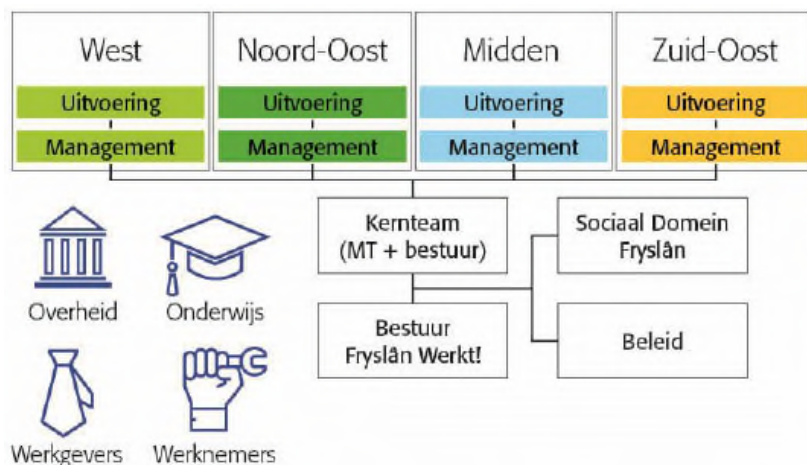 West
Noord-Oost
Midden
Zuid-Oost
Uitvoering
Uitvoering
Uitvoering
Uitvoering
Management
Management
Management
Management
Kernteam
(MT + bestuur)
Sociaal Domein
Fryslân
Overheid
Onderwijs
Bestuur
Fryslân Werkt!
Beleid
Werkgevers
Werknemers